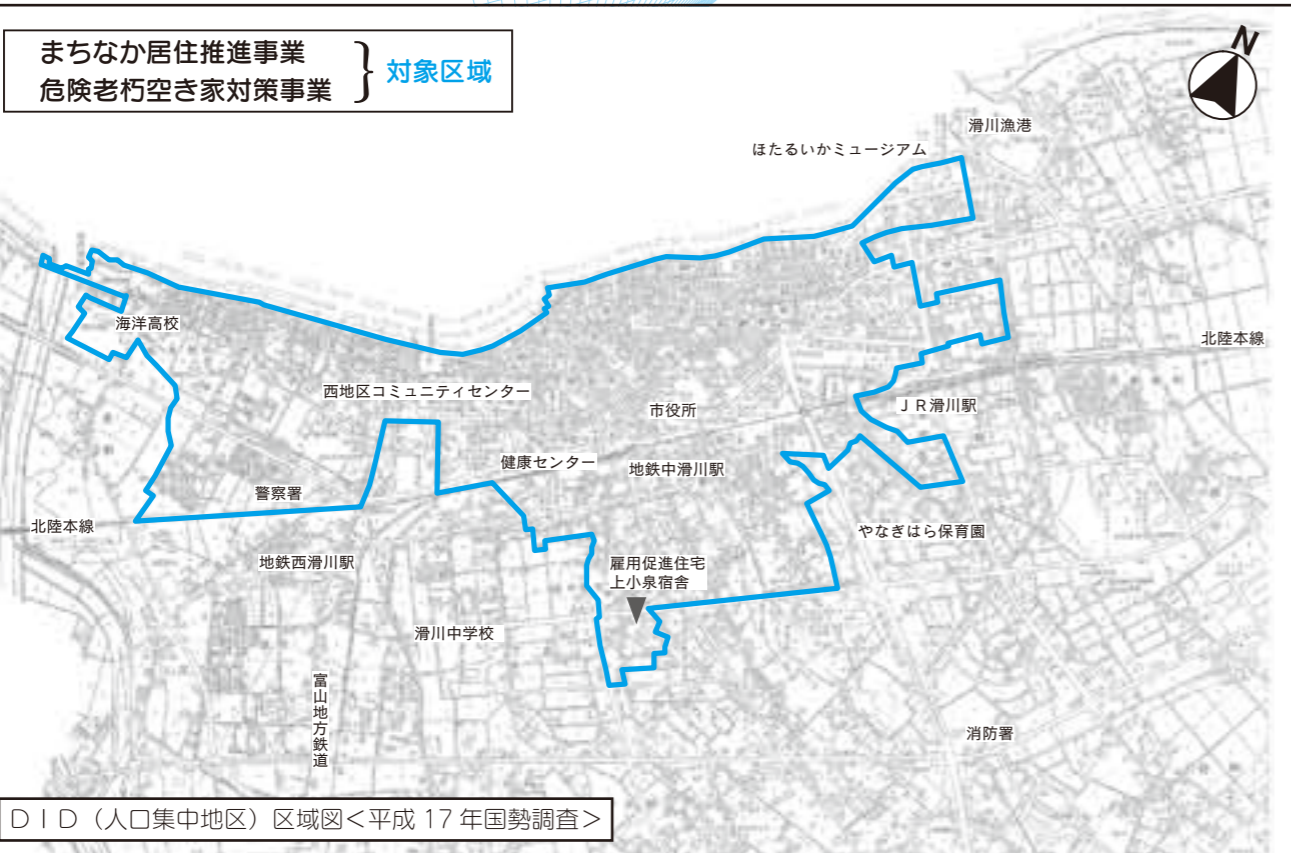 まちなか居住推進事業
危険老朽空き家対策事業
} 対象区域
N
滑川漁港
ほたるいかミュージアム
海洋高校
北陸本線
西地区コミュニティセンター
市役所
ＪＲ滑川駅
健康センター
地鉄中滑川駅
警察署
北陸本線
やなぎはら保育園
地鉄西滑川駅
雇用促進住宅
上小泉宿舎
滑川中学校
富山地方鉄道
消防署
ＤＩＤ（人口集中地区）区域図＜平成 17 年国勢調査＞